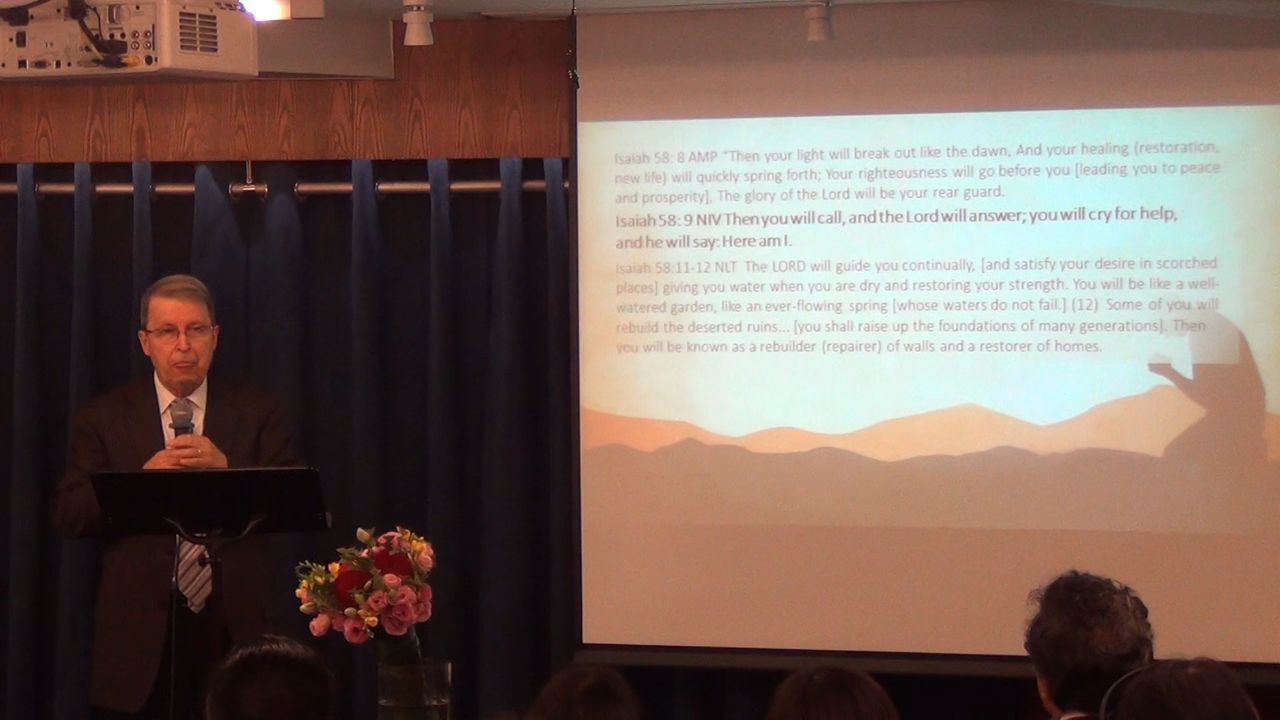 Isaiah 58: 8 AMP "Then your light will break out like the dawn, And your healing (restoration,
new life) will quickly spring forth; Your righteousness will go before you [leading you to peace
and prosperity], The glory of the Lord will be your rear guard.
Isaiah 58: 9 NIV Then you will call, and the Lord will answer; you will cry for help,
and he will say: Here am I.
Isaiah 58:11-12 NLT The LORD will guide you continually, [and satisfy your desire in scorched
places] giving you water when you are dry and restoring your strength. You will be like a well-
watered garden, like an ever-flowing spring [whose waters do not fail.] (12) Some of you will
rebuild the deserted ruins... [you shall raise up the foundations of many generations]. Then
you will be known as a rebuilder (repairer) of walls and a restorer of homes.